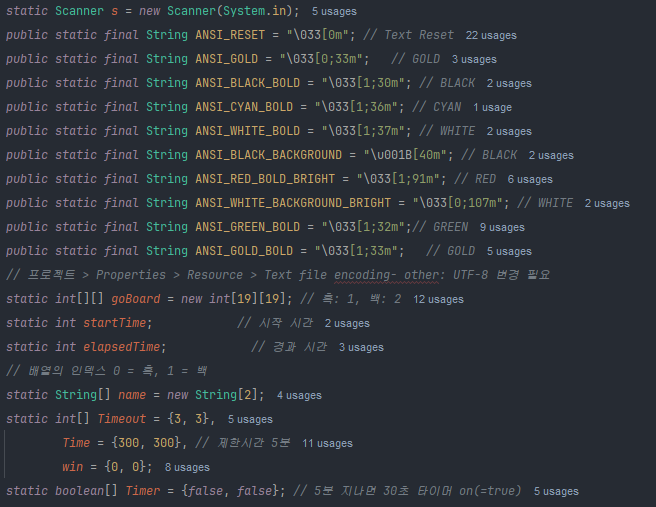 static Scanner s = new Scanner(System.in); 5 usages
public static final String ANSI_RESET = "\033[0m"; // Text Reset 22 usages
public static final String ANSI_GOLD = "\033[0;33m"; // GOLD 3 usages
public static final String ANSI_BLACK_BOLD = "\033[1;30m"; // BLACK 2 usages
public static final String ANSI_CYAN_BOLD = "\033[1;36m"; // CYAN 1 usage
public static final String ANSI_WHITE_BOLD = "\033[1;37m"; // WHITE 2 usages
public static final String ANSI_BLACK_BACKGROUND = "\u001B[40m"; // BLACK 2 usages
public static final String ANSI_RED_BOLD_BRIGHT = "\033[1;91m"; // RED 6 usages
public static final String ANSI_WHITE_BACKGROUND_BRIGHT = "\033[0;107m"; // WHITE 2 usages
public static final String ANSI_GREEN_BOLD = "\033[1;32m";// GREEN 9 usages
public static final String ANSI_GOLD_BOLD = "\033[1;33m"; // GOLD 5 usages
// 프로젝트 > Properties > Resource > Text file encoding- other: UTF-8 변경 필요
static int[][] goBoard = new int[19][19]; // 흑: 1, 백: 2 12 usages
static int startTime; // 시작 시간 2 usages
static int elapsedTime; // 경과 시간 3 usages
// 배열의 인덱스 0 = 흑, 1 = 백
static String[] name = new String[2]; 4 usages
static int[] Timeout = {3, 3}, 5 usages
Time = {300, 300}, // 제한시간 5분 11 usages
win = {0, 0}; 8 usages
static boolean[] Timer = {false, false}; // 5분 지나면 30초 타이머 on(=true) 5 usages